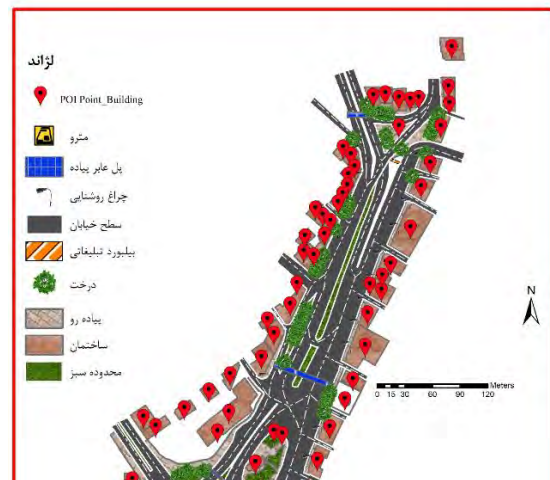 لژاند
POI Point_Building
مترو
پل عابر پیاده
چراغ روشنایی
سطح خیابان
بیلبورد تبلیغاتی
درخت
پیاده رو
ساختمان
محدوده سبز
N
Meters
0 15 30 60 90 120